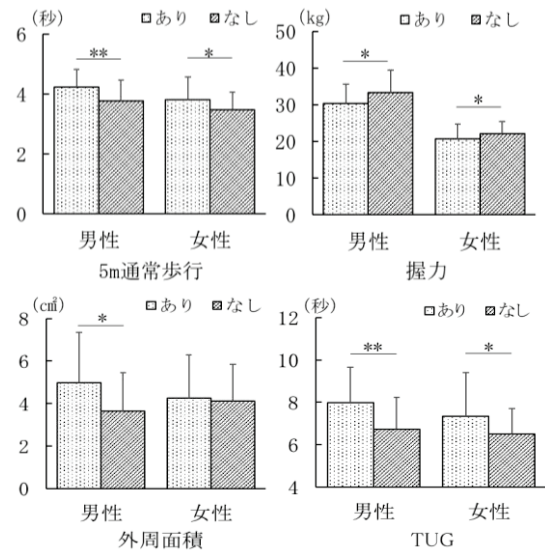 (秒)
あり なし
6
4
2
0
**
*
男性 女性
5m通常歩行
(kg)
あり なし
50
40
30
20
10
0
*
*
男性 女性
握力
(㎠)
あり なし
8
6
4
2
0
*
男性 女性
外周面積
(秒)
あり なし
12
10
8
6
4
**
*
男性 女性
TUG